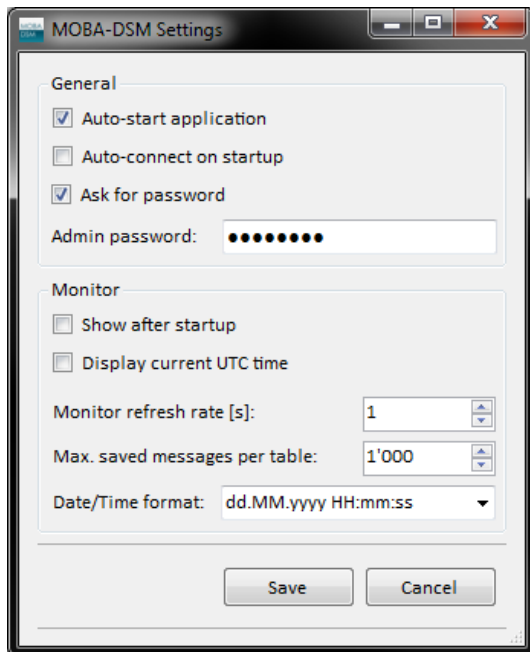 MOBA-DSM Settings
General
Auto-start application
Auto-connect on startup
Ask for password
Admin password: ●●●●●●●●
Monitor
Show after startup
Display current UTC time
Monitor refresh rate [s]: 1
Max. saved messages per table: 1'000
Date/Time format: dd.MM.yyyy HH:mm:ss
Save Cancel